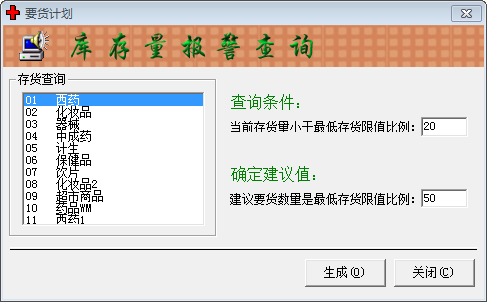 要货计划
库存量报警查询
存货查询
01 西药
02 化妆品
03 器械
04 中成药
05 计生
06 保健品
07 饮片
08 化妆品2
09 超市商品
10 药品WM
11 西药1
查询条件：
当前存货量小于最低存货限值比例：20
确定建议值：
建议要货数量是最低存货限值比例：50
生成(O) 关闭(C)